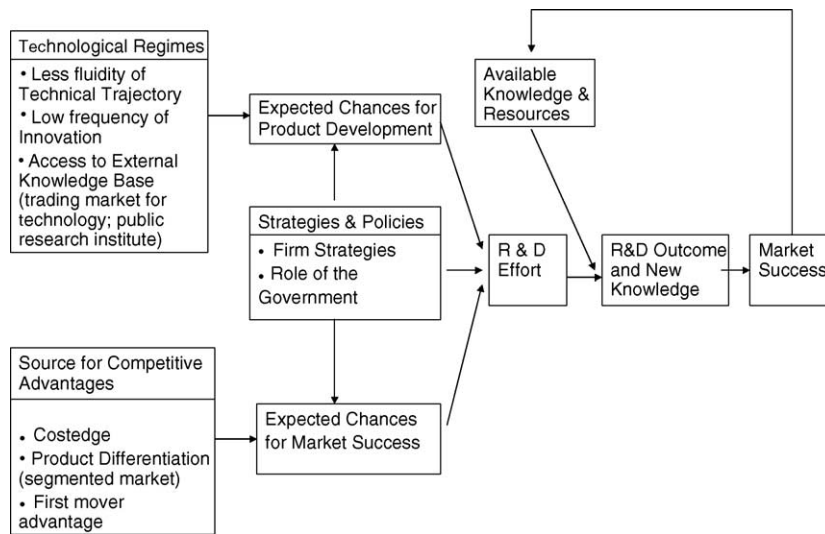 Technological Regimes
• Less fluidity of
Technical Trajectory
• Low frequency of
Innovation
• Access to External
Knowledge Base
(trading market for
technology; public
research institute)
Expected Chances for
Product Development
Available
Knowledge &
Resources
Strategies & Policies
• Firm Strategies
• Role of the
Government
R & D
Effort
R&D Outcome
and New
Knowledge
Market
Success
Source for Competitive
Advantages
• Costedge
• Product Differentiation
(segmented market)
• First mover
advantage
Expected Chances
for Market Success